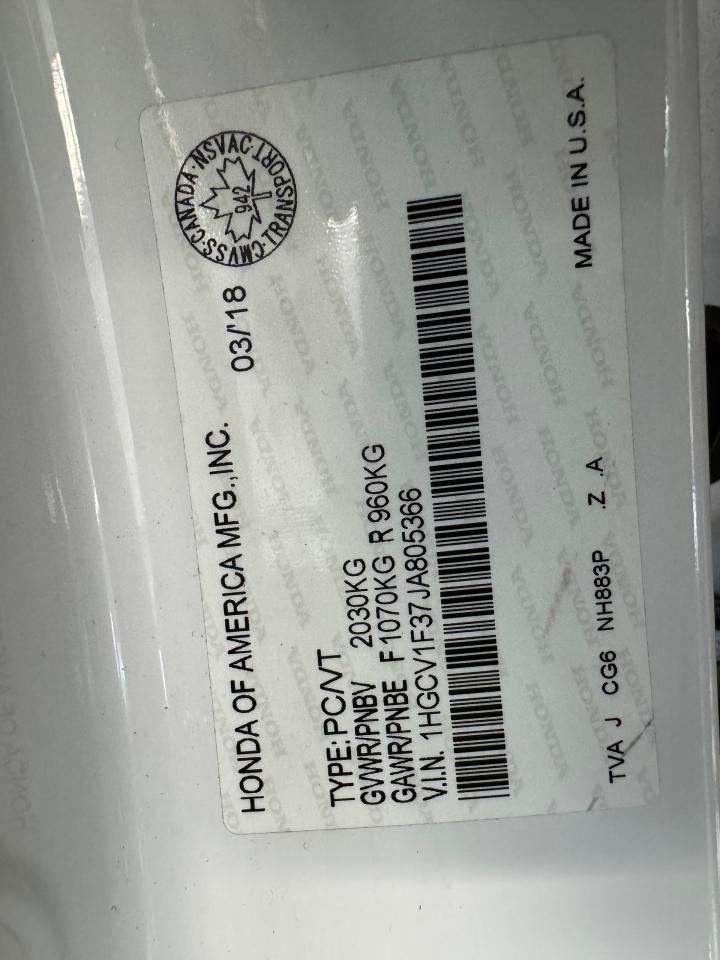 HONDA OF AMERICA MFG.,INC. 03/'18
CMVSS·CANADA·NSVAC·TRANSPORT
942
TYPE: PC/VT
GVWR/PNBV 2030KG
GAWR/PNBE F1070KG R 960KG
V.I.N. 1HGCV1F37JA805366
TVA J CG6 NH883P .Z .A MADE IN U.S.A.